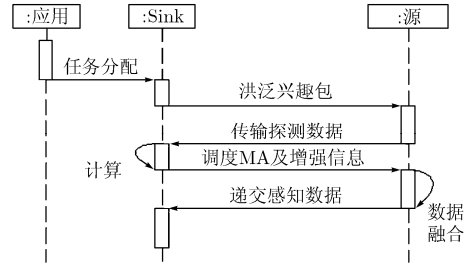 :应用
:Sink
:源
任务分配
洪泛兴趣包
传输探测数据
计算
调度MA及增强信息
递交感知数据
数据
融合